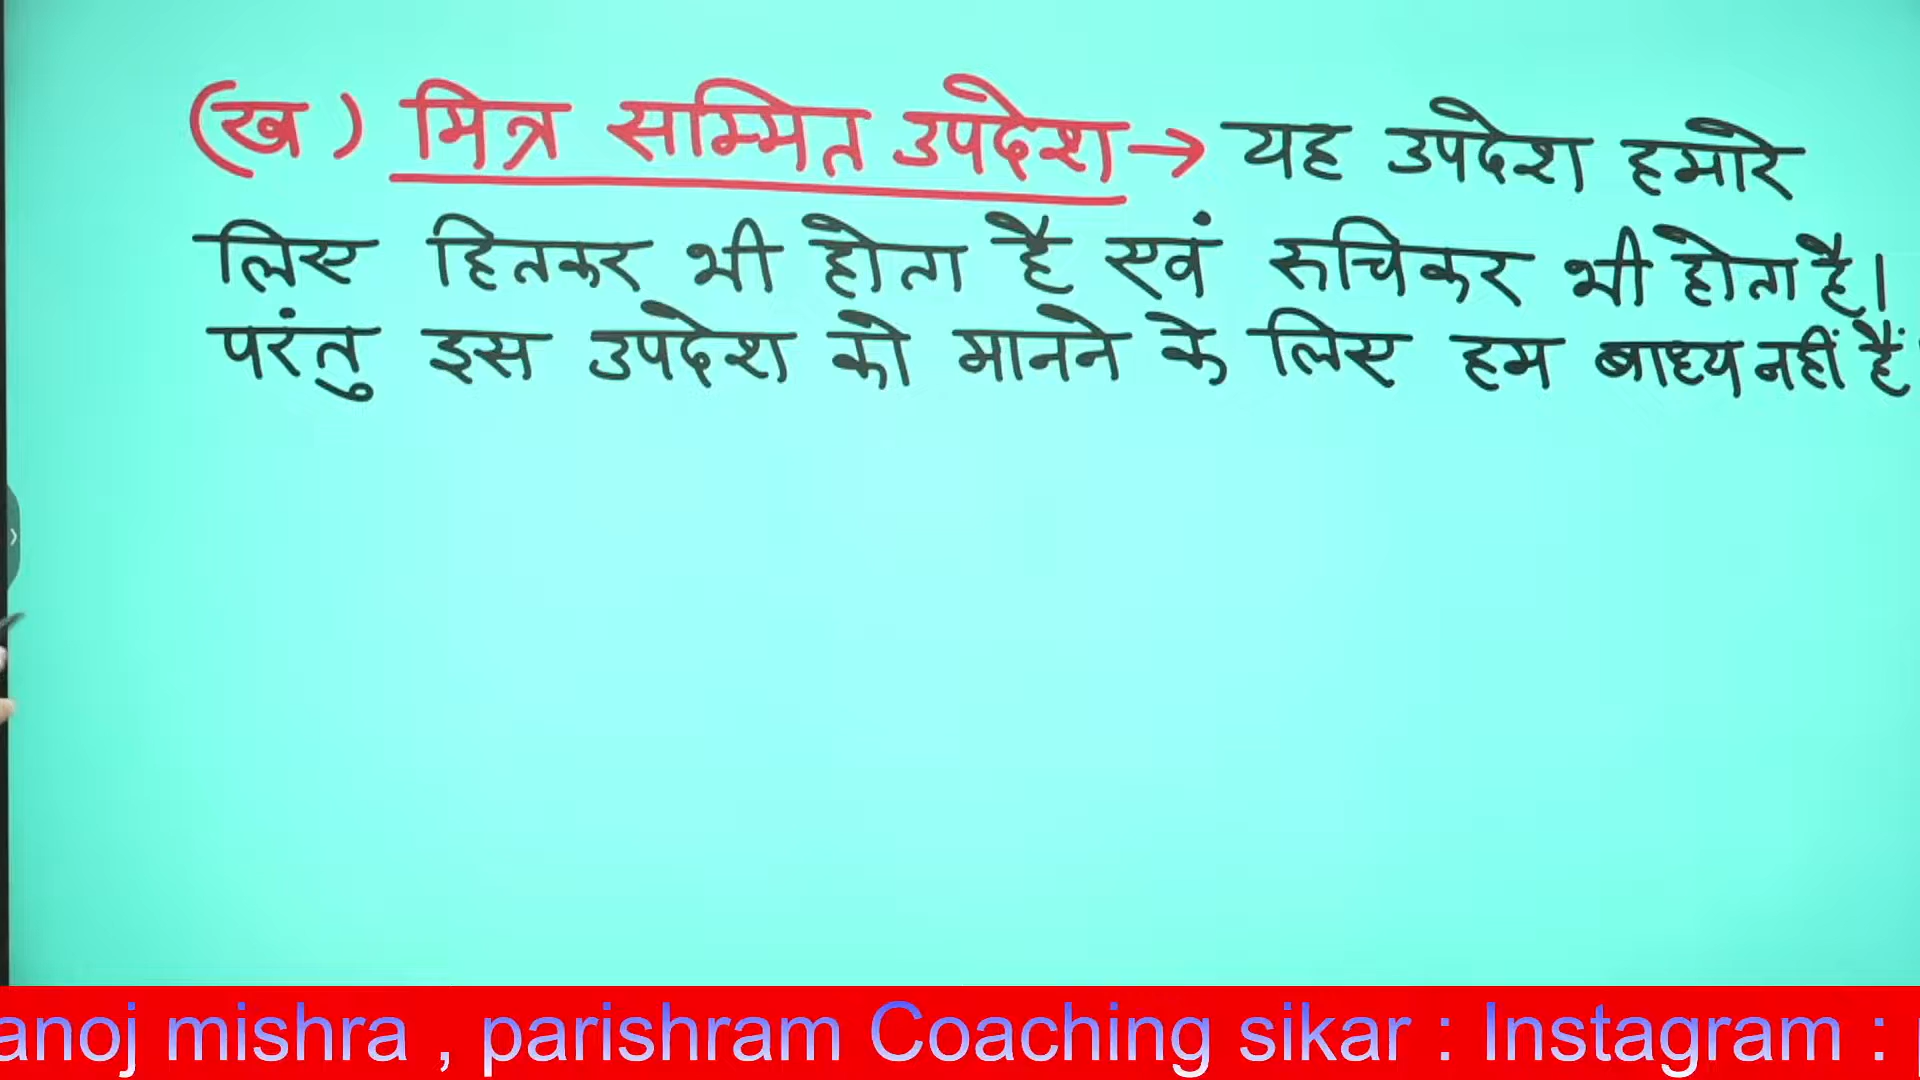 (ख) मित्र सम्मित उपदेश → यह उपदेश हमारे
लिए हितकर भी होता है एवं रुचिकर भी होता है।
परंतु इस उपदेश को मानने के लिए हम बाध्य नहीं हैं
anoj mishra , parishram Coaching sikar : Instagram :